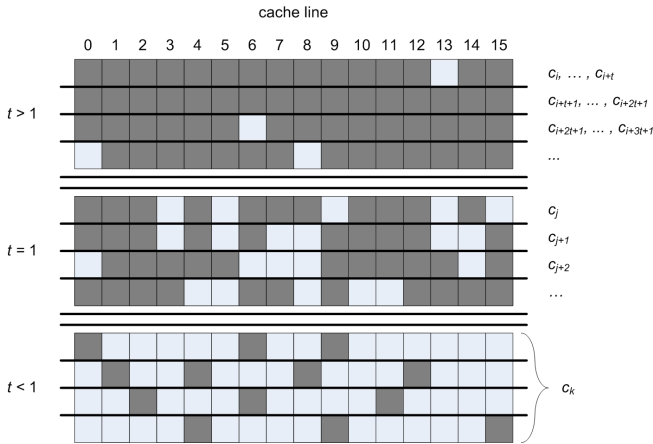 cache line
0 1 2 3 4 5 6 7 8 9 10 11 12 13 14 15
t > 1
c_i, … , c_{i+t}
c_{i+t+1}, … , c_{i+2t+1}
c_{i+2t+1}, … , c_{i+3t+1}
…
t = 1
c_j
c_{j+1}
c_{j+2}
…
t < 1
c_k